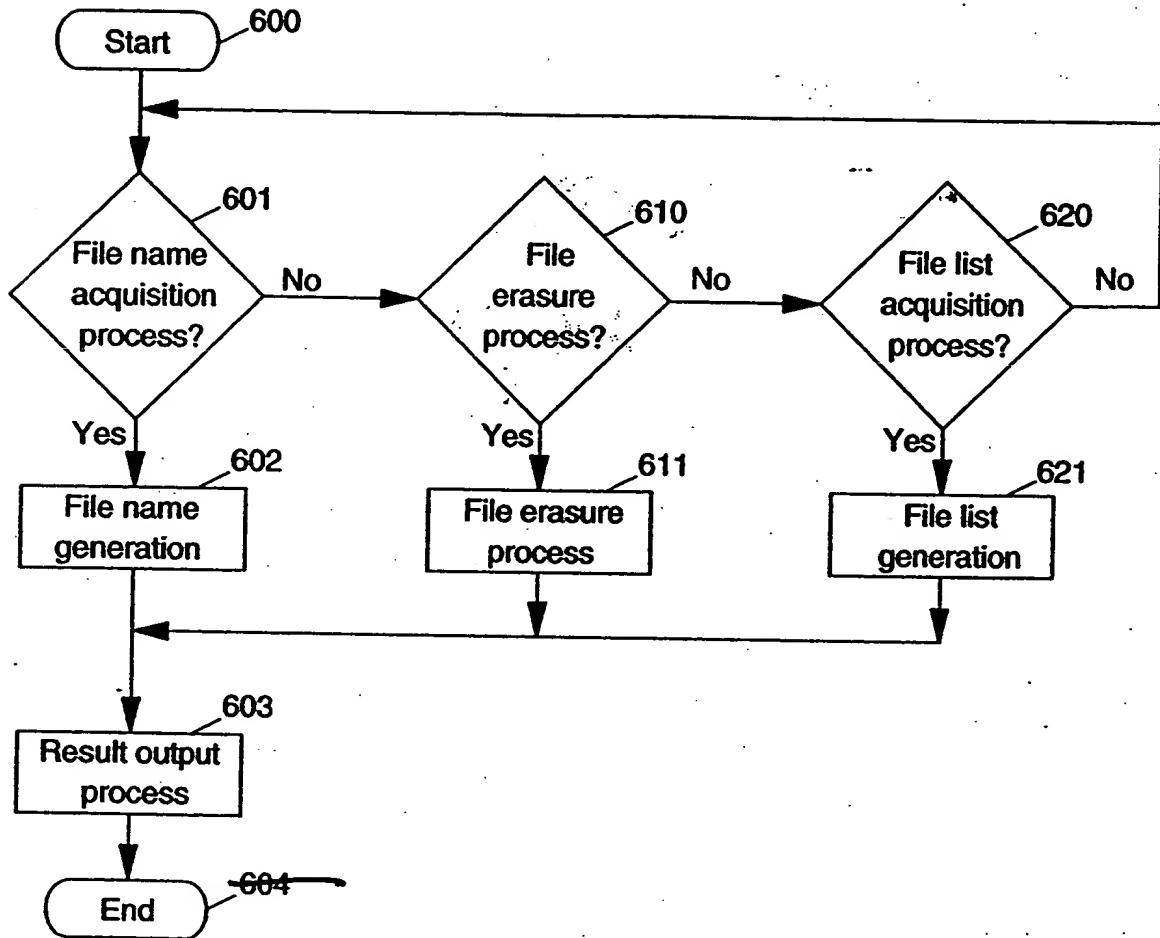 Start
600
601
File name
acquisition
process?
No
610
File
erasure
process?
No
620
File list
acquisition
process?
No
Yes
602
File name
generation
Yes
611
File erasure
process
Yes
621
File list
generation
603
Result output
process
604
End